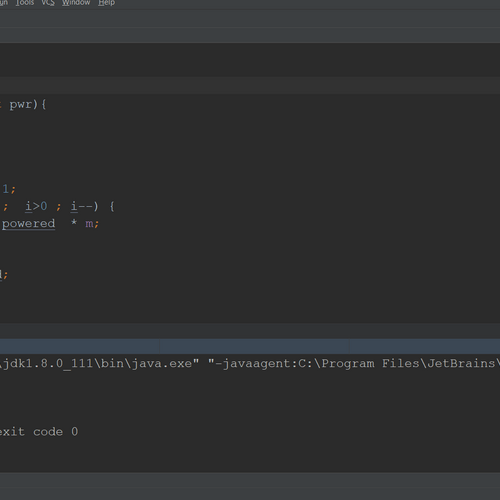 Tools VCS Window Help
pwr){
1;
; i>0 ; i--) {
powered * m;
;
\jdk1.8.0_111\bin\java.exe" "-javaagent:C:\Program Files\JetBrains\
exit code 0